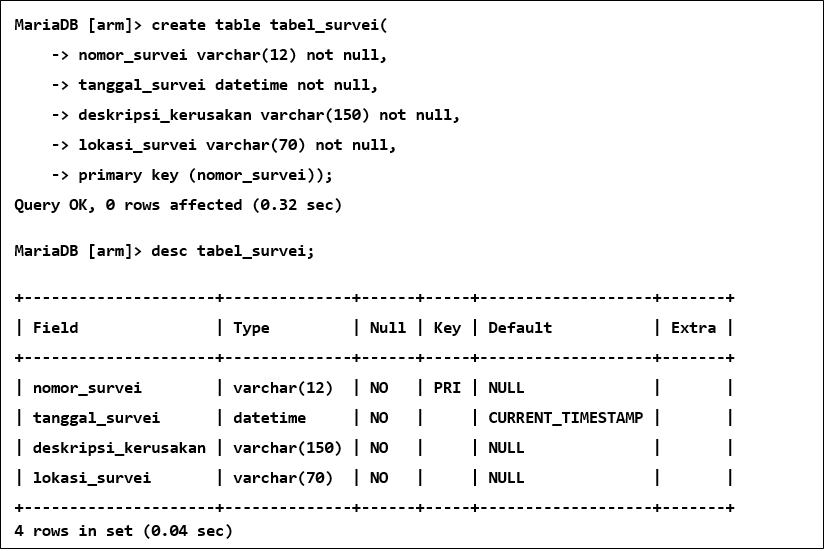 MariaDB [arm]> create table tabel_survei(
    -> nomor_survei varchar(12) not null,
    -> tanggal_survei datetime not null,
    -> deskripsi_kerusakan varchar(150) not null,
    -> lokasi_survei varchar(70) not null,
    -> primary key (nomor_survei));
Query OK, 0 rows affected (0.32 sec)
MariaDB [arm]> desc tabel_survei;
+---------------------+--------------+------+-----+-------------------+-------+
| Field               | Type         | Null | Key | Default           | Extra |
+---------------------+--------------+------+-----+-------------------+-------+
| nomor_survei        | varchar(12)  | NO   | PRI | NULL              |       |
| tanggal_survei      | datetime     | NO   |     | CURRENT_TIMESTAMP |       |
| deskripsi_kerusakan | varchar(150) | NO   |     | NULL              |       |
| lokasi_survei       | varchar(70)  | NO   |     | NULL              |       |
+---------------------+--------------+------+-----+-------------------+-------+
4 rows in set (0.04 sec)